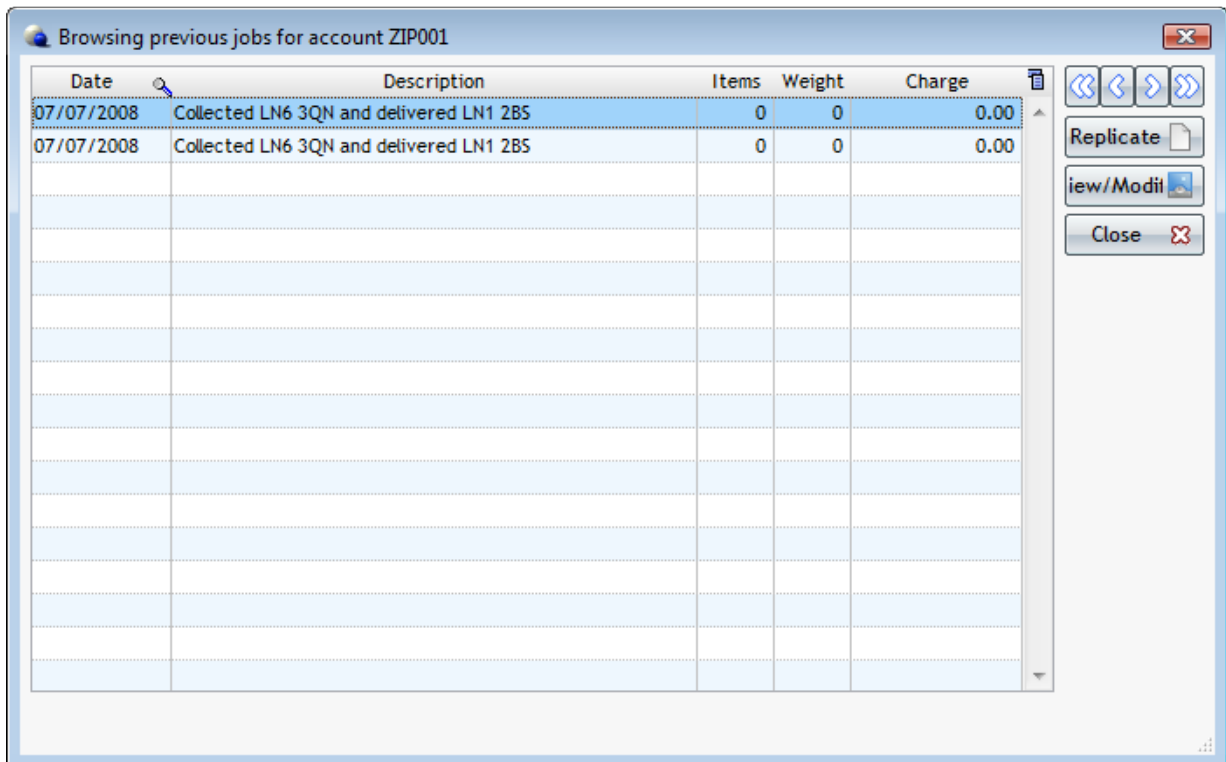 Browsing previous jobs for account ZIP001
Date Description Items Weight Charge
07/07/2008 Collected LN6 3QN and delivered LN1 2BS 0 0 0.00
07/07/2008 Collected LN6 3QN and delivered LN1 2BS 0 0 0.00
Replicate
iew/Modif
Close